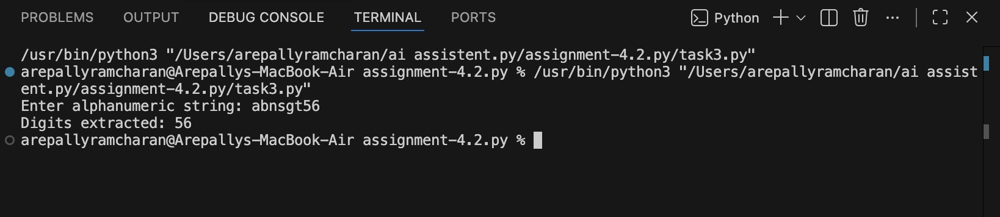 PROBLEMS OUTPUT DEBUG CONSOLE TERMINAL PORTS Python
/usr/bin/python3 "/Users/arepallyramcharan/ai assistent.py/assignment-4.2.py/task3.py"
arepallyramcharan@Arepallys-MacBook-Air assignment-4.2.py % /usr/bin/python3 "/Users/arepallyramcharan/ai assist
ent.py/assignment-4.2.py/task3.py"
Enter alphanumeric string: abnsgt56
Digits extracted: 56
arepallyramcharan@Arepallys-MacBook-Air assignment-4.2.py %